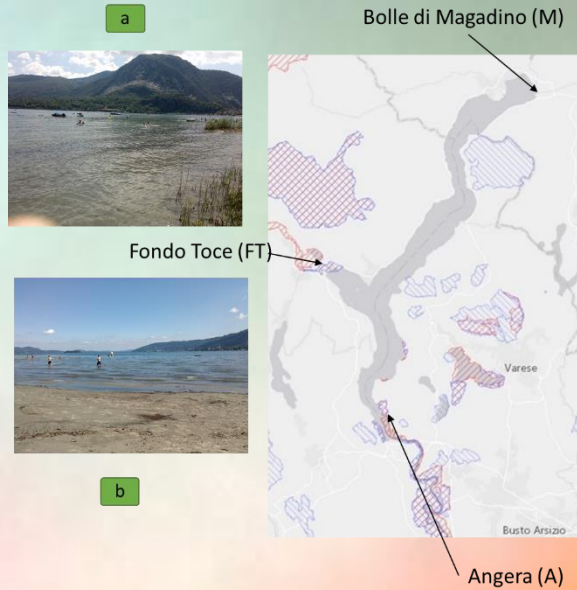 a
Bolle di Magadino (M)
Fondo Toce (FT)
Varese
b
Busto Arsizio
Angera (A)